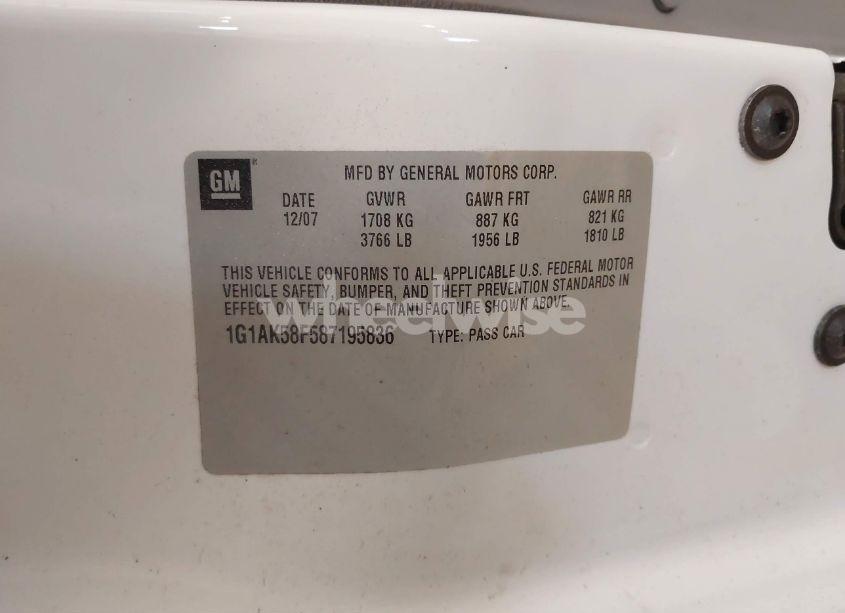 GM
MFD BY GENERAL MOTORS CORP.
DATE GVWR GAWR FRT GAWR RR
12/07 1708 KG 887 KG 821 KG
3766 LB 1956 LB 1810 LB
THIS VEHICLE CONFORMS TO ALL APPLICABLE U.S. FEDERAL MOTOR
VEHICLE SAFETY, BUMPER, AND THEFT PREVENTION STANDARDS IN
EFFECT ON THE DATE OF MANUFACTURE SHOWN ABOVE.
wheelwise
1G1AK58F587195836 TYPE: PASS CAR